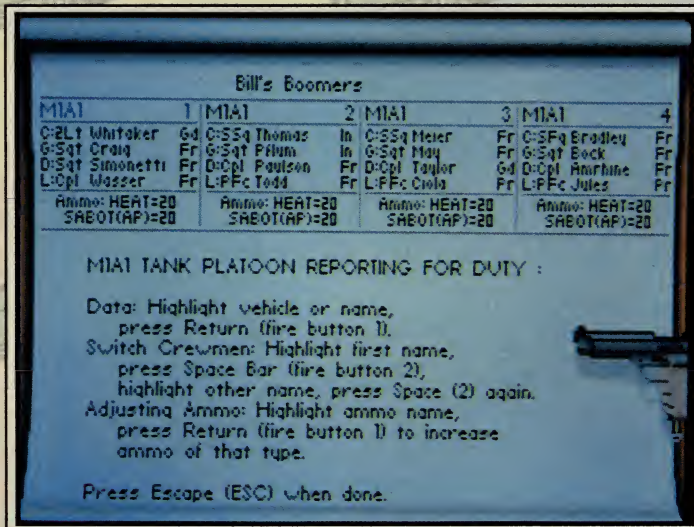 Bill's Boomers
M1A1 1 M1A1 2 M1A1 3 M1A1 4
C:2Lt Whitaker Gd C:SSg Thomas In C:SSg Meier Fr C:SFg Bradley Fr
G:Sgt Craig Fr G:Sgt Pflum In G:Sgt May Fr G:Sgt Bock Fr
D:Sgt Simonetti Fr D:Cpl Paulson Fr D:Cpl Taylor Gd D:Cpl Amrhine Fr
L:Cpl Wasser Fr L:PFc Todd Fr L:PFc Ciola Fr L:PFc Jules Pr
Ammo: HEAT=20 Ammo: HEAT=20 Ammo: HEAT=20 Ammo: HEAT=20
SABOT(AP)=20 SABOT(AP)=20 SABOT(AP)=20 SABOT(AP)=20
M1A1 TANK PLATOON REPORTING FOR DUTY :
Data: Highlight vehicle or name,
press Return (fire button 1).
Switch Crewmen: Highlight first name,
press Space Bar (fire button 2),
highlight other name, press Space (2) again.
Adjusting Ammo: Highlight ammo name,
press Return (fire button 1) to increase
ammo of that type.
Press Escape (ESC) when done.